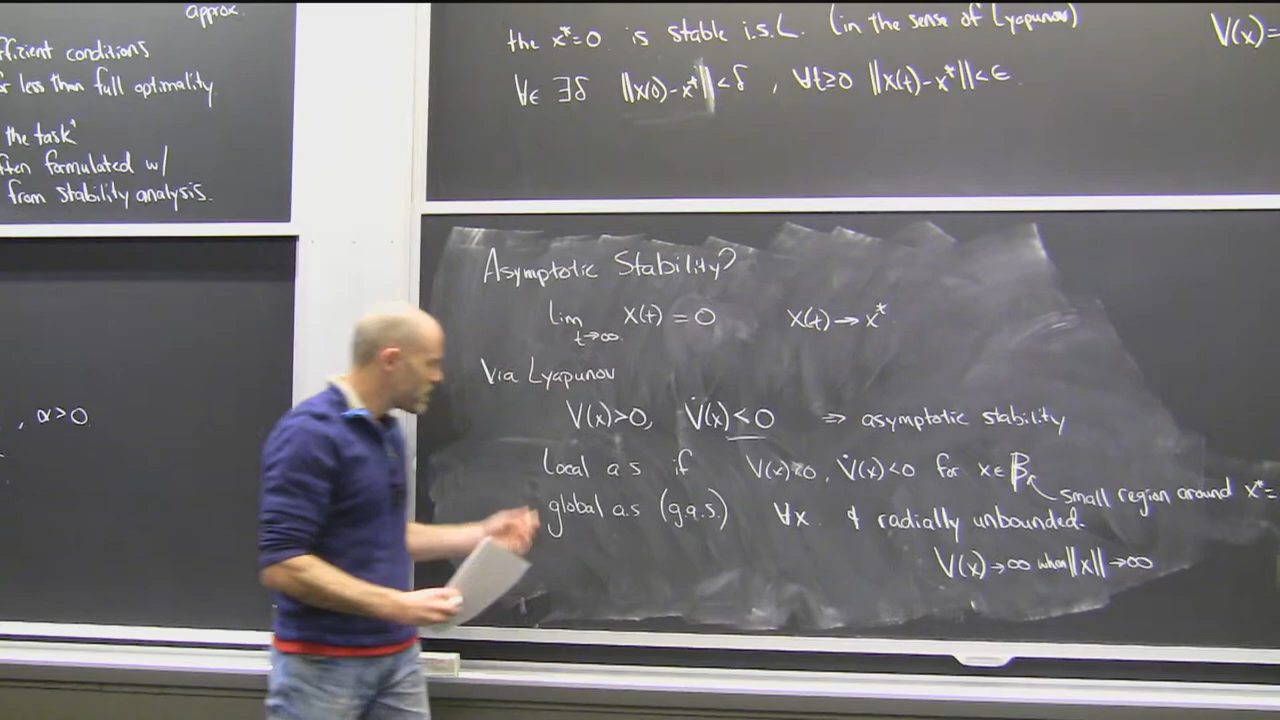 approx.
fficient conditions
r less than full optimality
the task"
ften formulated w/
from stability analysis.
, α>0
the x*=0 is stable i.s.L. (in the sense of Lyapunov)
∀ε ∃δ ||x(0)-x*||<δ , ∀t≥0 ||x(t)-x*||<ε
V(x)=
Asymptotic Stability?
lim t→∞ x(t) = 0 x(t)→x*
Via Lyapunov
V(x)>0, V̇(x)<0 ⇒ asymptotic stability
local a s if V(x)>0, V̇(x)<0 for x∈Br
small region around x*=
global a.s (g.a.s.) ∀x & radially unbounded.
V(x)→∞ when ||x||→∞